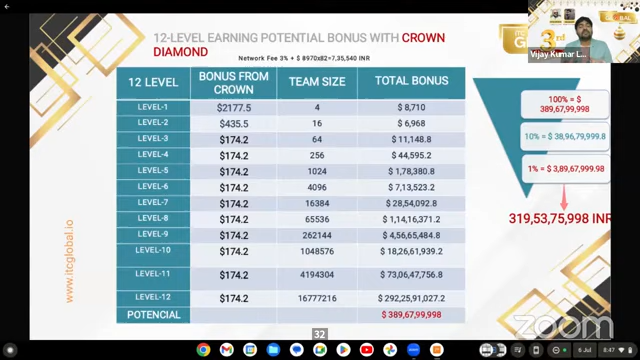 12-LEVEL EARNING POTENTIAL BONUS WITH CROWN
DIAMOND
Network Fee 3% + $ 8970x82=7,35,540 INR
12 LEVEL BONUS FROM CROWN TEAM SIZE TOTAL BONUS
LEVEL-1 $2177.5 4 $ 8,710
LEVEL-2 $435.5 16 $ 6,968
LEVEL-3 $174.2 64 $ 11,148.8
LEVEL-4 $174.2 256 $ 44,595.2
LEVEL-5 $174.2 1024 $ 1,78,380.8
LEVEL-6 $174.2 4096 $ 7,13,523.2
LEVEL-7 $174.2 16384 $ 28,54,092.8
LEVEL-8 $174.2 65536 $ 1,14,16,371.2
LEVEL-9 $174.2 262144 $ 4,56,65,484.8
LEVEL-10 $174.2 1048576 $ 18,26,61,939.2
LEVEL-11 $174.2 4194304 $ 73,06,47,756.8
LEVEL-12 $174.2 16777216 $ 292,25,91,027.2
POTENCIAL $ 389,67,99,998
100% = $
389,67,99,998
10% = $ 38,96,79,999.8
1% = $ 3,89,67,999.98
319,53,75,998 INR
www.itcglobal.io
3rd
GLOBAL
Vijay Kumar L...
32
zoom
6 Jul
8:47